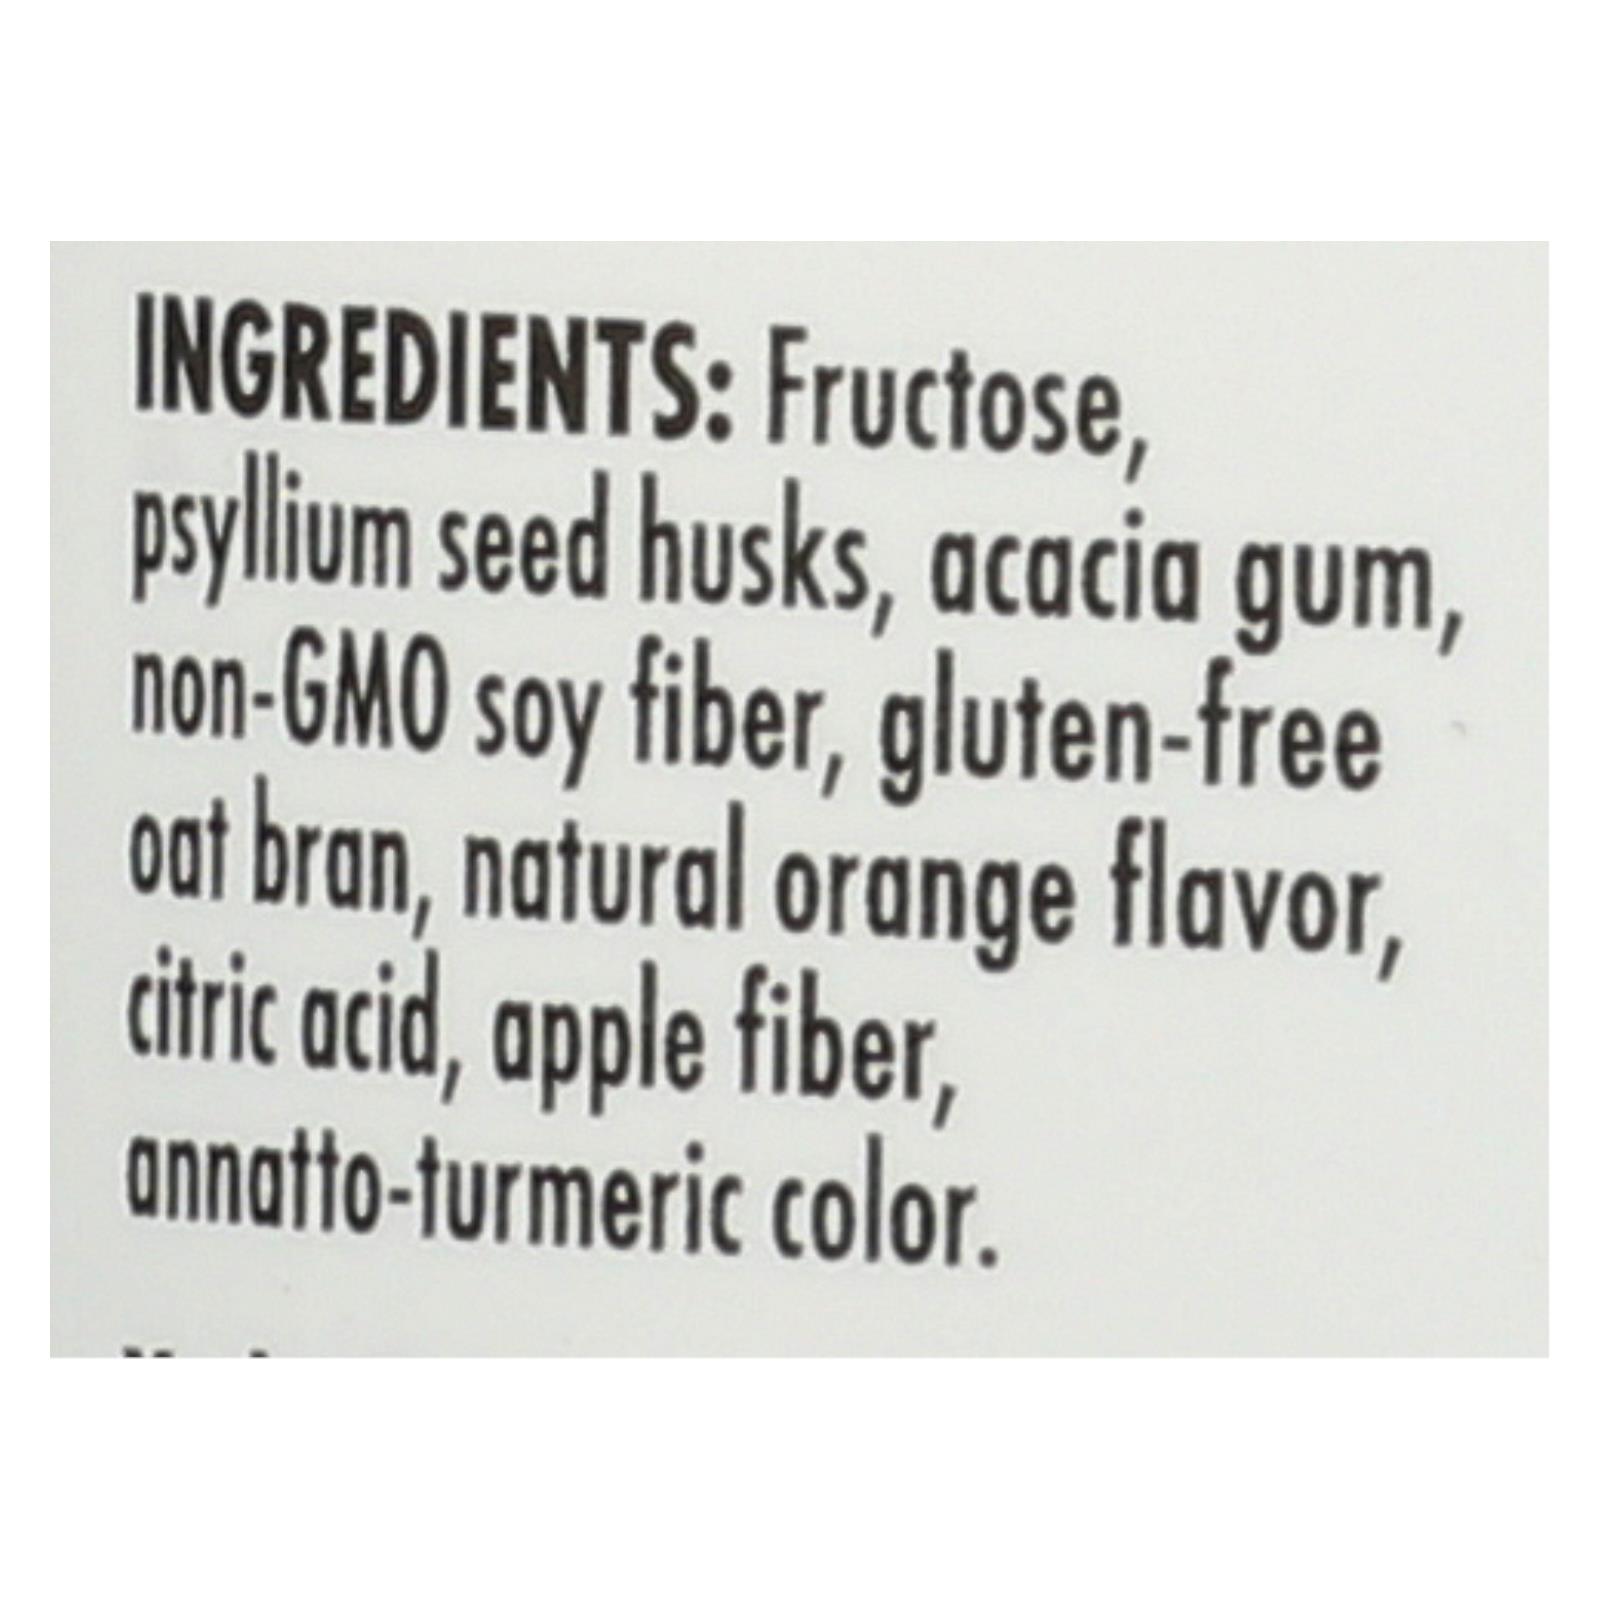 INGREDIENTS: Fructose,
psyllium seed husks, acacia gum,
non-GMO soy fiber, gluten-free
oat bran, natural orange flavor,
citric acid, apple fiber,
annatto-turmeric color.